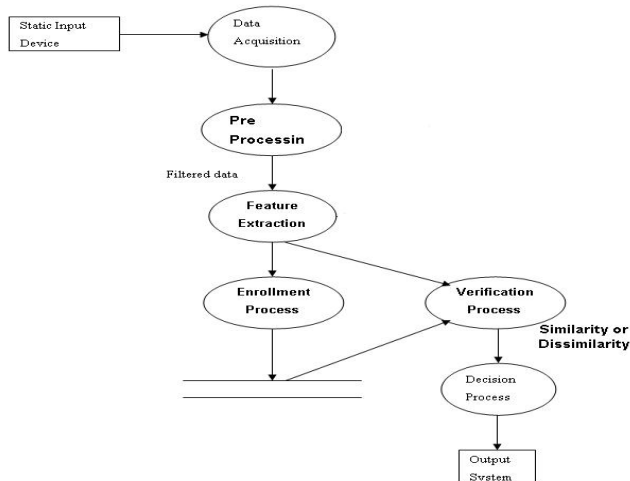 Static Input
Device
Data
Acquisition
Pre
Processin
Filtered data
Feature
Extraction
Enrollment
Process
Verification
Process
Similarity or
Dissimilarity
Decision
Process
Output
System